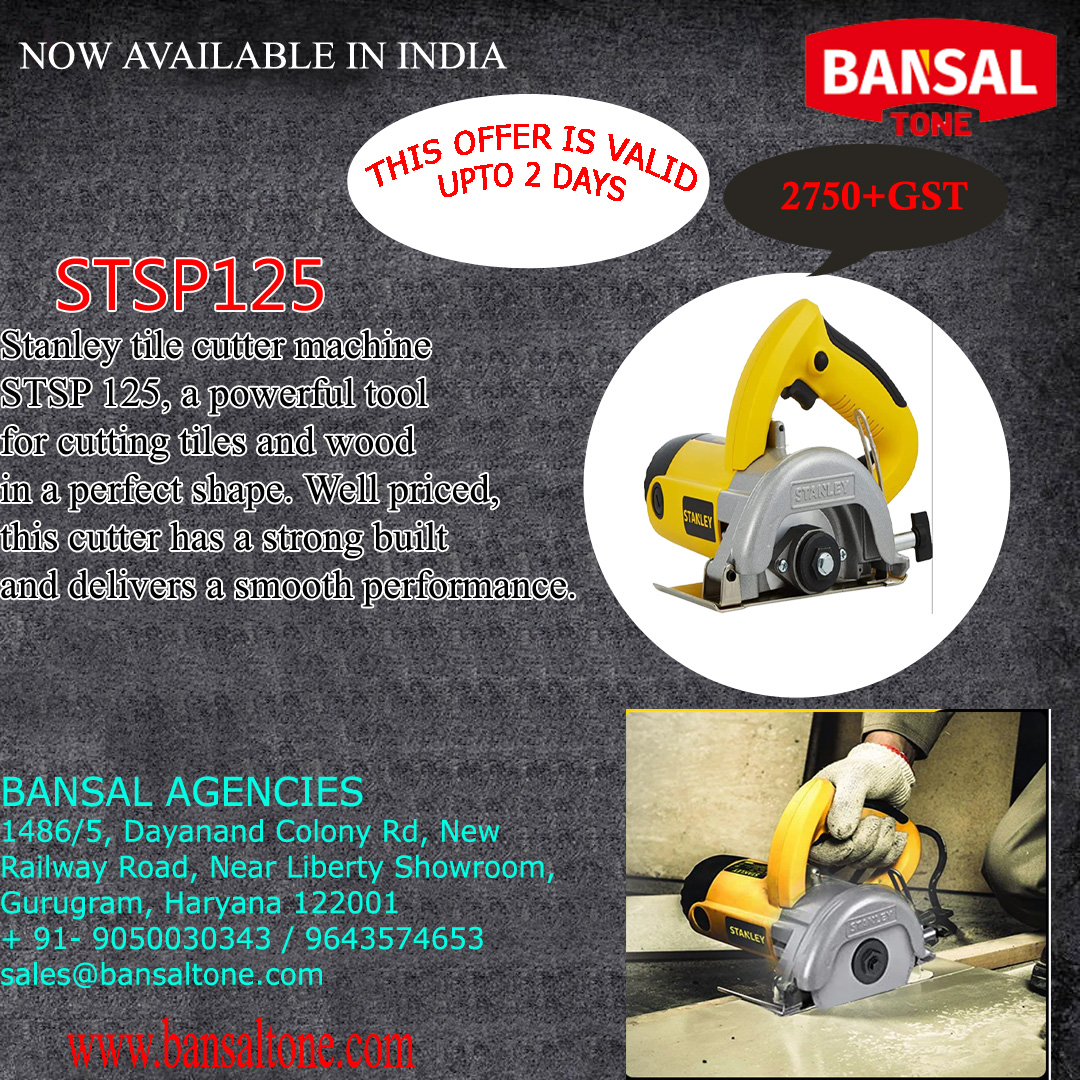 NOW AVAILABLE IN INDIA
BANSAL
TONE
THIS OFFER IS VALID
UPTO 2 DAYS
2750+GST
STSP125
Stanley tile cutter machine
STSP 125, a powerful tool
for cutting tiles and wood
in a perfect shape. Well priced,
this cutter has a strong built
and delivers a smooth performance.
STANLEY
STANLEY
BANSAL AGENCIES
1486/5, Dayanand Colony Rd, New
Railway Road, Near Liberty Showroom,
Gurugram, Haryana 122001
+ 91- 9050030343 / 9643574653
sales@bansaltone.com
www.bansaltone.com
STANLEY
STANLEY